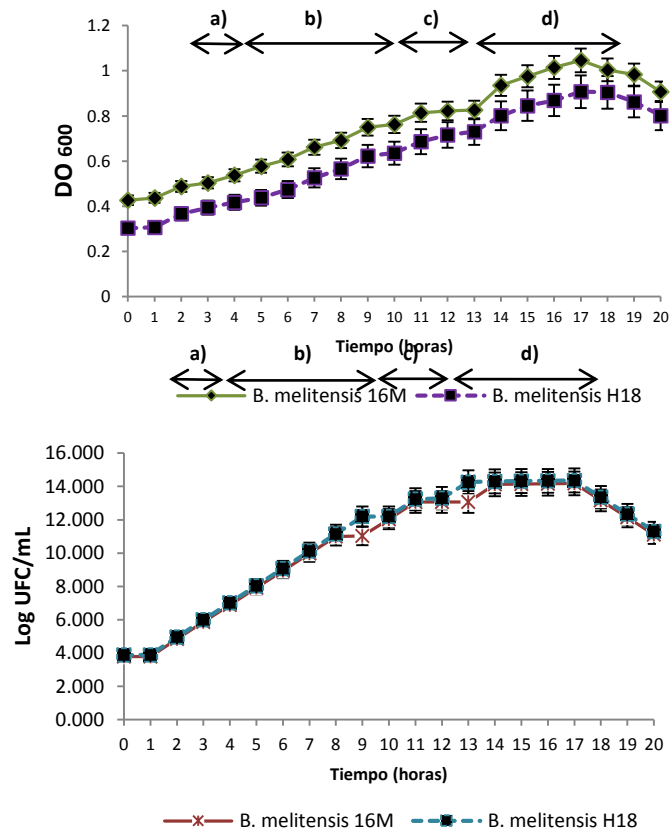 a) b) c) d)
1.2
1
0.8
0.6
0.4
0.2
0
DO 600
0 1 2 3 4 5 6 7 8 9 10 11 12 13 14 15 16 17 18 19 20
Tiempo (horas)
a) b) c) d)
B. melitensis 16M B. melitensis H18
16.000
14.000
12.000
10.000
8.000
6.000
4.000
2.000
0.000
Log UFC/mL
0 1 2 3 4 5 6 7 8 9 10 11 12 13 14 15 16 17 18 19 20
Tiempo (horas)
B. melitensis 16M B. melitensis H18